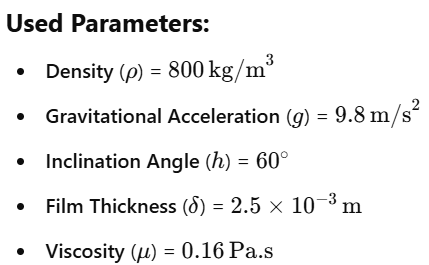 Used Parameters:
• Density (ρ) = 800 kg/m³
• Gravitational Acceleration (g) = 9.8 m/s²
• Inclination Angle (h) = 60°
• Film Thickness (δ) = 2.5 × 10⁻³ m
• Viscosity (μ) = 0.16 Pa.s